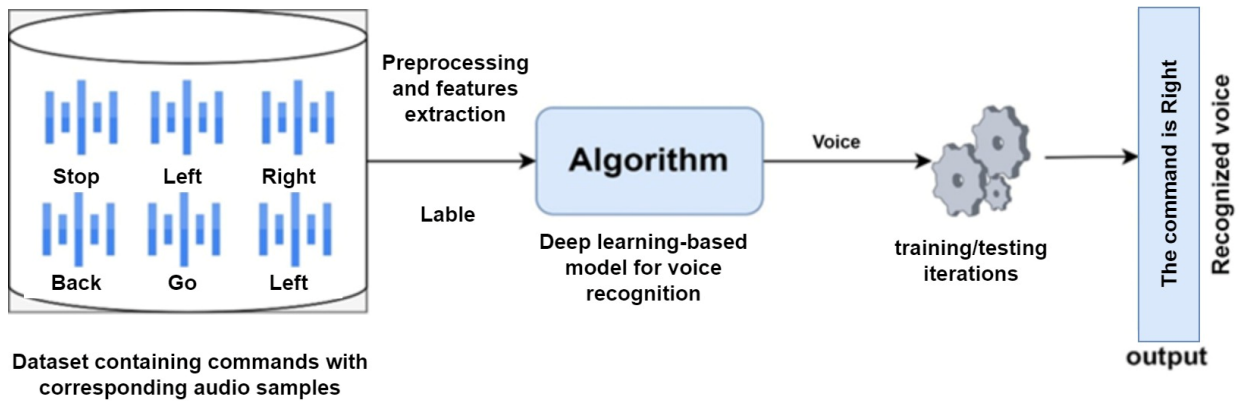 Stop Left Right
Back Go Left
Dataset containing commands with
corresponding audio samples
Preprocessing
and features
extraction
Lable
Algorithm
Deep learning-based
model for voice
recognition
Voice
training/testing
iterations
The command is Right
Recognized voice
output